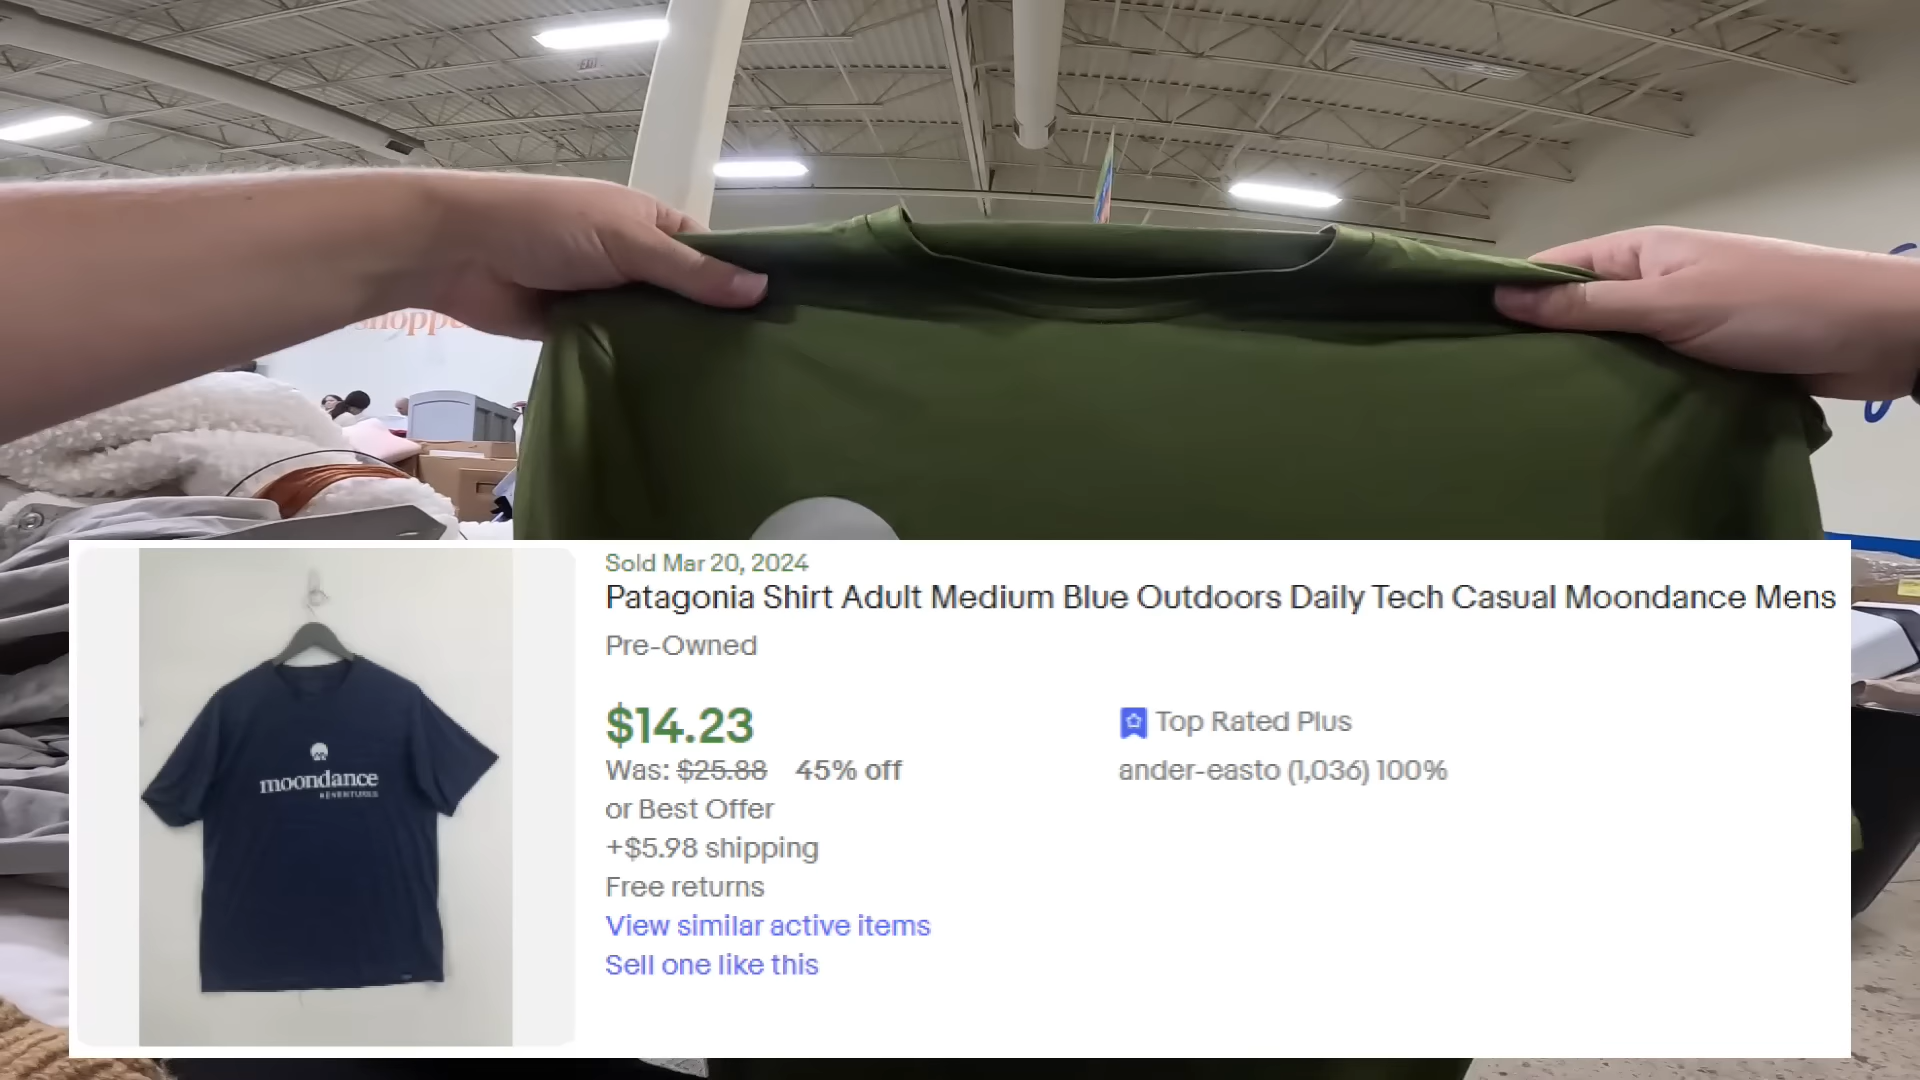 shoppe
Sold Mar 20, 2024
Patagonia Shirt Adult Medium Blue Outdoors Daily Tech Casual Moondance Mens
Pre-Owned
$14.23
Top Rated Plus
Was: $25.88 45% off
ander-easto (1,036) 100%
or Best Offer
+$5.98 shipping
Free returns
View similar active items
Sell one like this
moondance
ADVENTURES